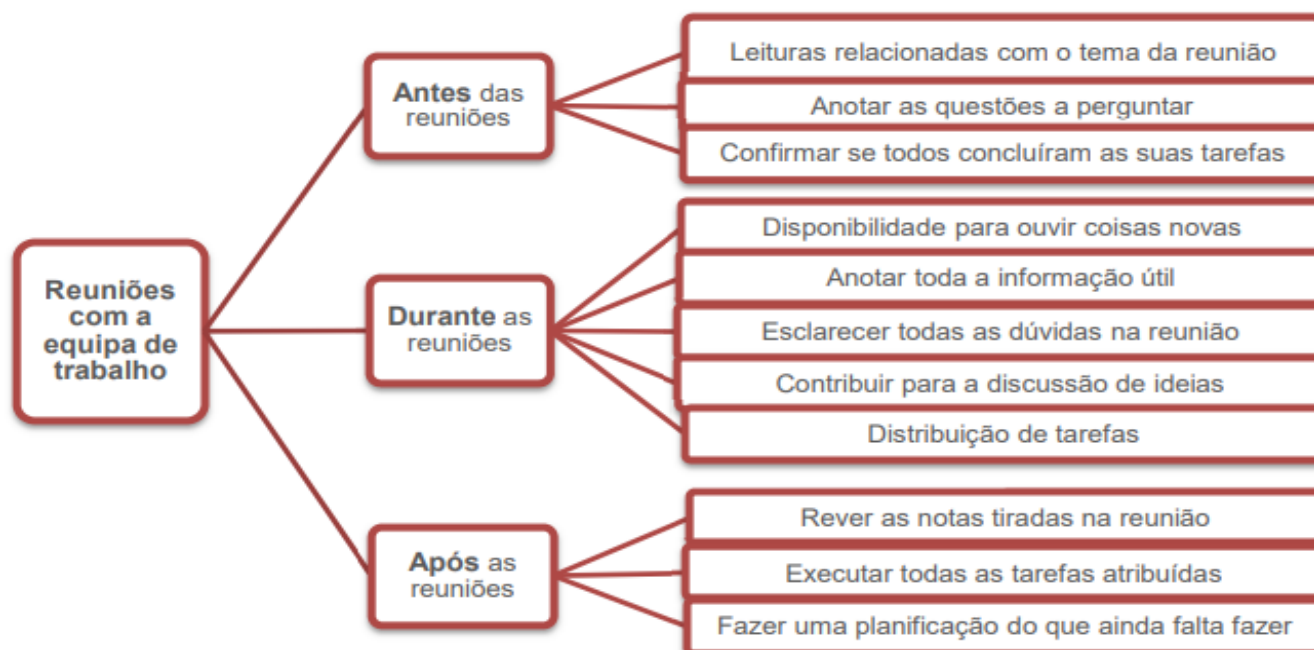 Reuniões
com a
equipa de
trabalho
Antes das
reuniões
Leituras relacionadas com o tema da reunião
Anotar as questões a perguntar
Confirmar se todos concluíram as suas tarefas
Durante as
reuniões
Disponibilidade para ouvir coisas novas
Anotar toda a informação útil
Esclarecer todas as dúvidas na reunião
Contribuir para a discussão de ideias
Distribuição de tarefas
Após as
reuniões
Rever as notas tiradas na reunião
Executar todas as tarefas atribuídas
Fazer uma planificação do que ainda falta fazer